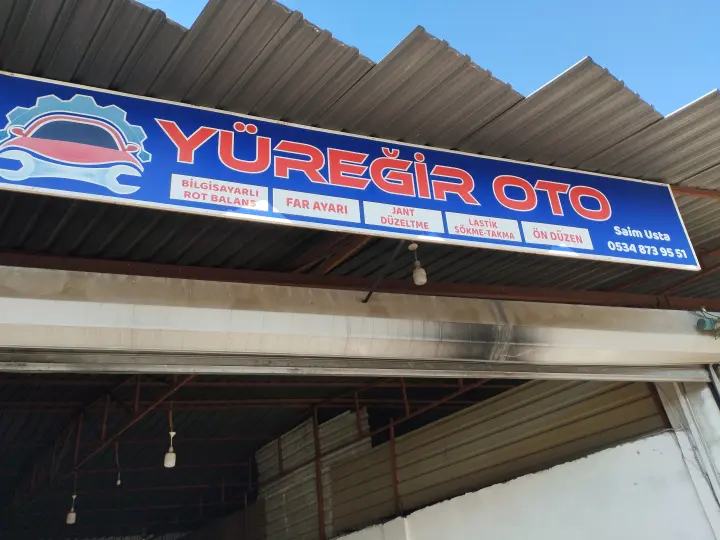 YÜREĞİR OTO
BİLGİSAYARLI
ROT BALANS
FAR AYARI
JANT
DÜZELTME
LASTİK
SÖKME-TAKMA
ÖN DÜZEN
Saim Usta
0534 873 95 51